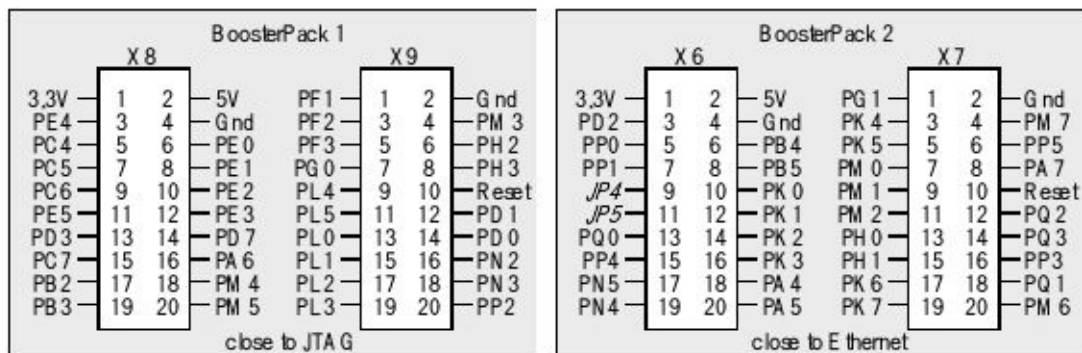 BoosterPack 1
X8 X9
3,3V 1 2 5V PF1 1 2 Gnd
PE4 3 4 Gnd PF2 3 4 PM3
PC4 5 6 PE0 PF3 5 6 PH2
PC5 7 8 PE1 PG0 7 8 PH3
PC6 9 10 PE2 PL4 9 10 Reset
PE5 11 12 PE3 PL5 11 12 PD1
PD3 13 14 PD7 PL0 13 14 PD0
PC7 15 16 PA6 PL1 15 16 PN2
PB2 17 18 PM4 PL2 17 18 PN3
PB3 19 20 PM5 PL3 19 20 PP2
close to JTAG
BoosterPack 2
X6 X7
3,3V 1 2 5V PG1 1 2 Gnd
PD2 3 4 Gnd PK4 3 4 PM7
PP0 5 6 PB4 PK5 5 6 PP5
PP1 7 8 PB5 PM0 7 8 PA7
JP4 9 10 PK0 PM1 9 10 Reset
JP5 11 12 PK1 PM2 11 12 PQ2
PQ0 13 14 PK2 PH0 13 14 PQ3
PP4 15 16 PK3 PH1 15 16 PP3
PN5 17 18 PA4 PK6 17 18 PQ1
PN4 19 20 PA5 PK7 19 20 PM6
close to Ethernet